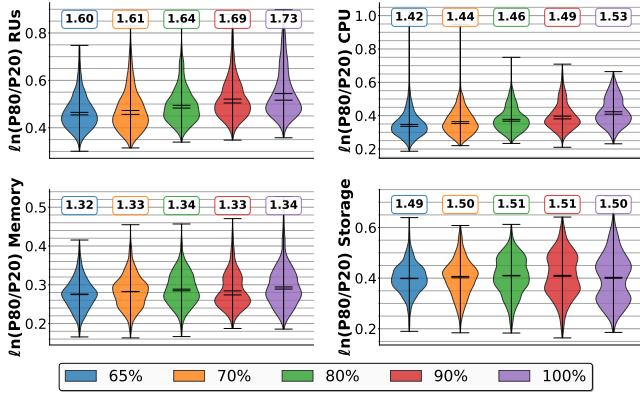 ℓn(P80/P20) RUs
0.8
0.6
0.4
1.60 1.61 1.64 1.69 1.73
ℓn(P80/P20) CPU
1.0
0.8
0.6
0.4
0.2
1.42 1.44 1.46 1.49 1.53
ℓn(P80/P20) Memory
0.5
0.4
0.3
0.2
1.32 1.33 1.34 1.33 1.34
ℓn(P80/P20) Storage
0.6
0.4
0.2
1.49 1.50 1.51 1.51 1.50
65% 70% 80% 90% 100%